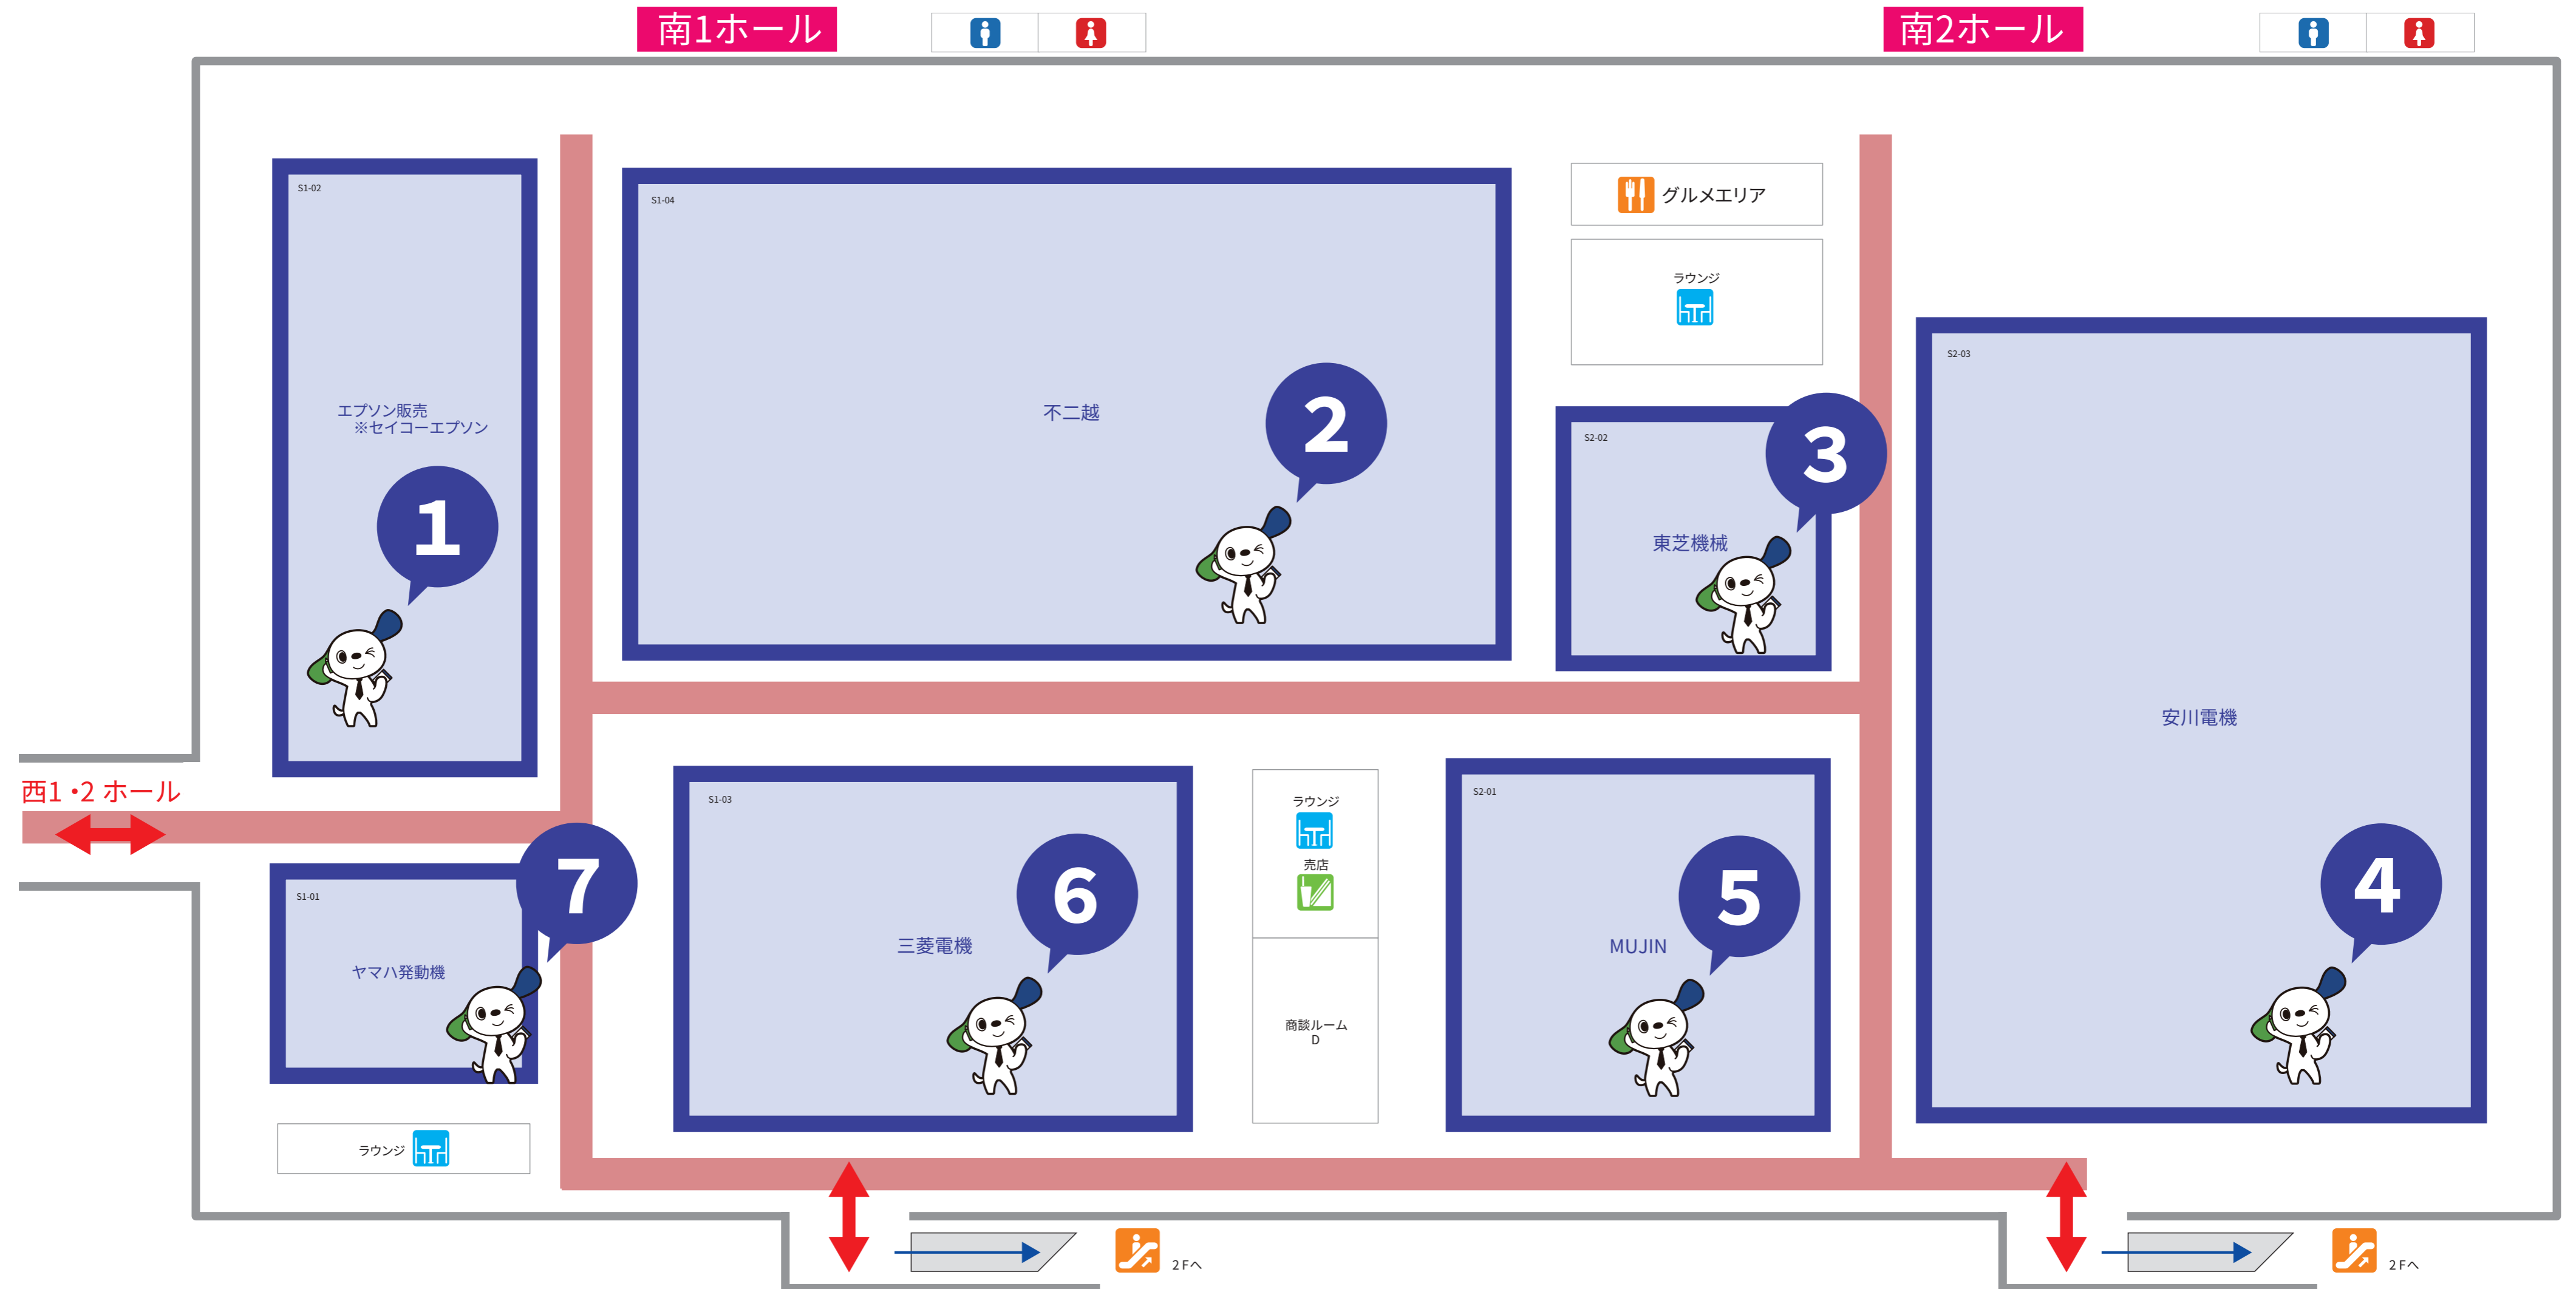 南1ホール
南2ホール
S1-02
エプソン販売
※セイコーエプソン
1
S1-04
不二越
2
グルメエリア
ラウンジ
S2-02
東芝機械
3
S2-03
安川電機
4
西1・2 ホール
S1-01
ヤマハ発動機
7
ラウンジ
S1-03
三菱電機
6
ラウンジ
売店
商談ルーム
D
S2-01
MUJIN
5
2Fへ
2Fへ